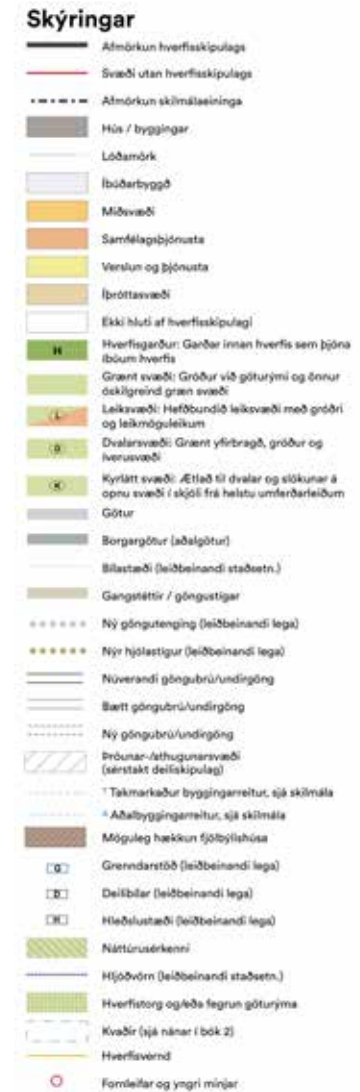 Skýringar
Afmörkun hverfisskipulags
Svæði utan hverfisskipulags
Afmörkun skilmálaeininga
Hús / byggingar
Lóðamörk
Íbúðarbyggð
Miðsvæði
Samfélagsþjónusta
Verslun og þjónusta
Íþróttasvæði
Ekki hluti af hverfisskipulagi
H Hverfisgarður: Garðar innan hverfis sem þjóna
íbúum hverfis
Grænt svæði: Gróður við göturými og önnur
óskilgreind græn svæði
L Leiksvæði: Hefðbundið leiksvæði með gróðri
og leikmöguleikum
D Dvalarsvæði: Grænt yfirbragð, gróður og
íverusvæði
K Kyrlátt svæði: Ætlað til dvalar og slökunar á
opnu svæði í skjóli frá helstu umferðarleiðum
Götur
Borgargötur (aðalgötur)
Bílastæði (leiðbeinandi staðsetn.)
Gangstéttir / göngustígar
Ný göngutenging (leiðbeinandi lega)
Nýr hjólastígur (leiðbeinandi lega)
Núverandi göngubrú/undirgöng
Bætt göngubrú/undirgöng
Ný göngubrú/undirgöng
Þróunar-/athugunarsvæði
(sérstakt deiliskipulag)
Takmarkaður byggingarreitur, sjá skilmála
Aðalbyggingarreitur, sjá skilmála
Möguleg hækkun fjölbýlishúsa
G Grenndarstöð (leiðbeinandi lega)
D Deilibílar (leiðbeinandi lega)
H Hleðslustæði (leiðbeinandi lega)
Náttúrusérkenni
Hljóðvörn (leiðbeinandi staðsetn.)
Hverfistorg og/eða fegrun göturýma
Kvaðir (sjá nánar í bók 2)
Hverfisvernd
Fornleifar og yngri minjar